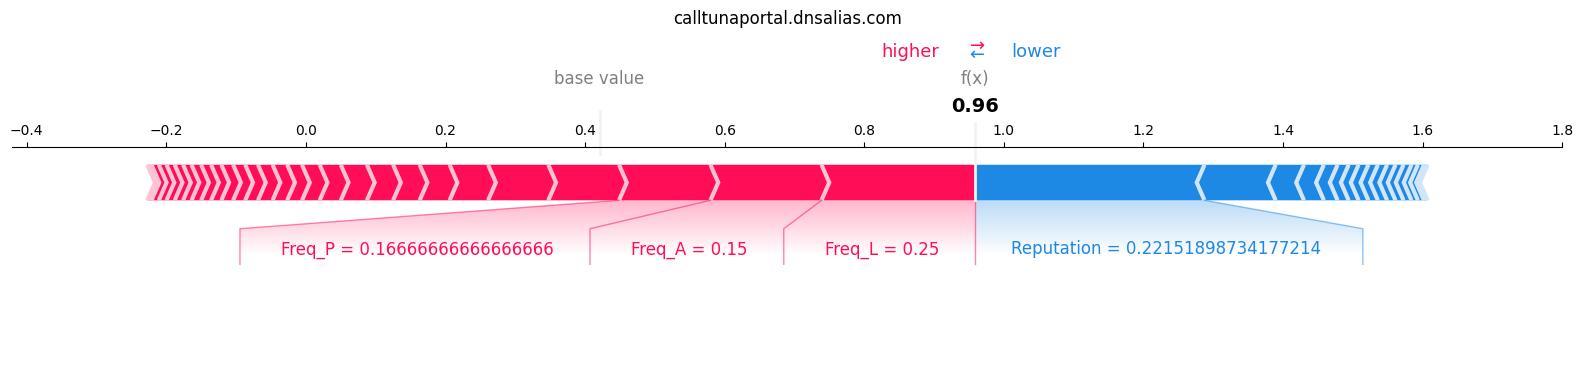 calltunaportal.dnsalias.com
higher → ← lower
base value f(x)
0.96
−0.4 −0.2 0.0 0.2 0.4 0.6 0.8 1.0 1.2 1.4 1.6 1.8
Freq_P = 0.16666666666666666 Freq_A = 0.15 Freq_L = 0.25 Reputation = 0.22151898734177214